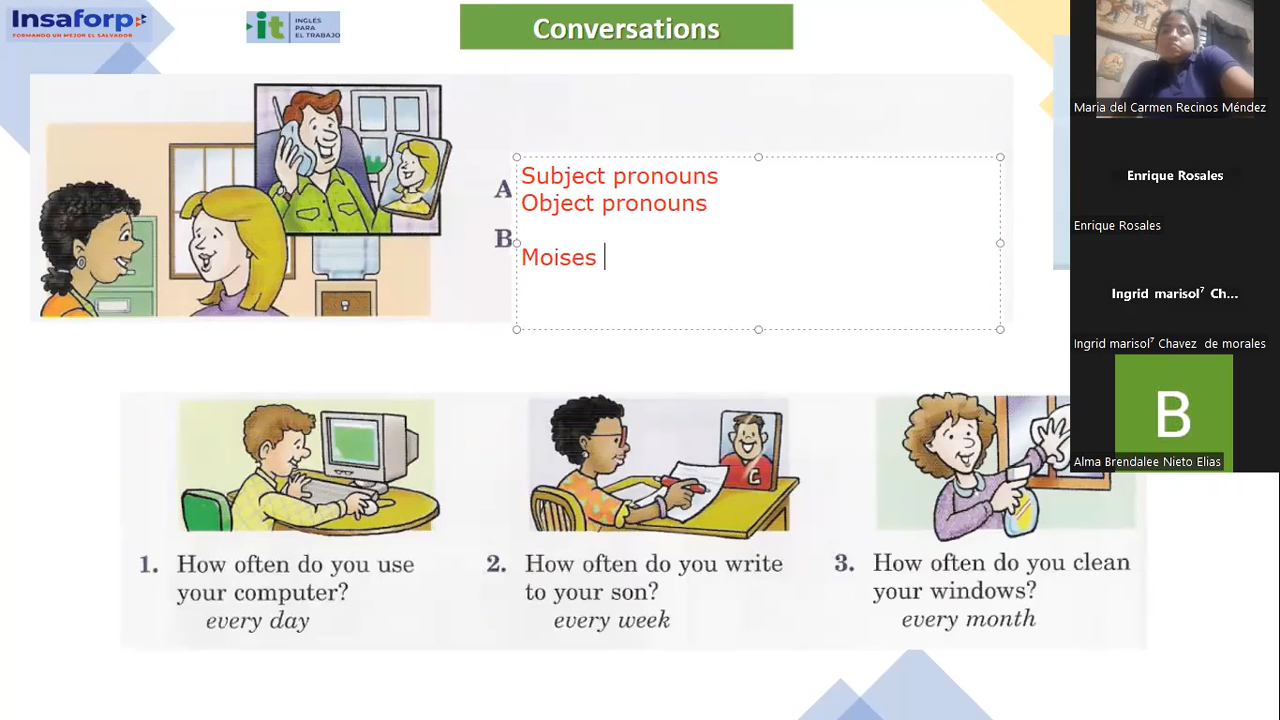 Insaforp
FORMANDO UN MEJOR EL SALVADOR
it
INGLÉS
PARA
EL TRABAJO
Conversations
A
Subject pronouns
Object pronouns
B
Moises
C
1. How often do you use
your computer?
every day
2. How often do you write
to your son?
every week
3. How often do you clean
your windows?
every month
Maria del Carmen Recinos Méndez
Enrique Rosales
Enrique Rosales
Ingrid marisol⁷ Ch...
Ingrid marisol⁷ Chavez de morales
B
Alma Brendalee Nieto Elias